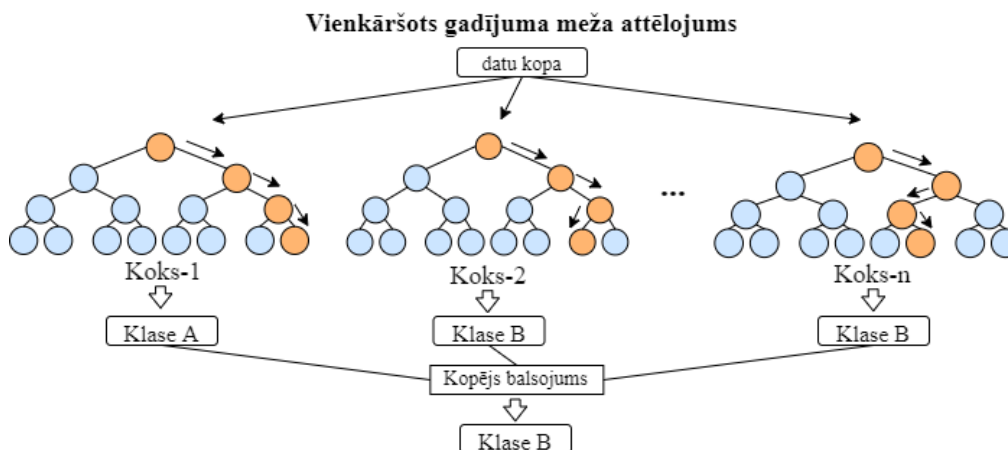 Vienkāršots gadījuma meža attēlojums
datu kopa
...
Koks-1
Koks-2
Koks-n
Klase A
Klase B
Klase B
Kopējs balsojums
Klase B